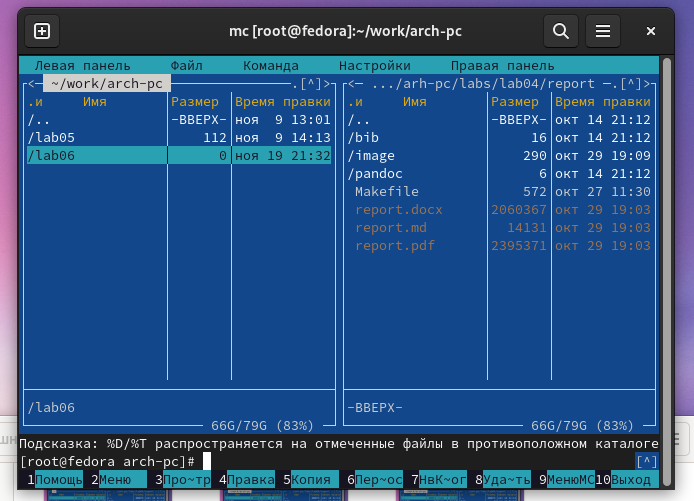 mc [root@fedora]:~/work/arch-pc
Левая панель Файл Команда Настройки Правая панель
<— ~/work/arch-pc —.[^]> <— .../arh-pc/labs/lab04/report —.[^]>
.и Имя Размер Время правки .и Имя Размер Время правки
/.. -ВВЕРХ- ноя 9 13:01 /.. -ВВЕРХ- окт 14 21:12
/lab05 112 ноя 9 14:13 /bib 16 окт 14 21:12
/lab06 0 ноя 19 21:32 /image 290 окт 29 19:09
/pandoc 6 окт 14 21:12
Makefile 572 окт 27 11:30
report.docx 2060367 окт 29 19:03
report.md 14131 окт 29 19:03
report.pdf 2395371 окт 29 19:03
/lab06 -ВВЕРХ-
66G/79G (83%) 66G/79G (83%)
Подсказка: %D/%T распространяется на отмеченные файлы в противоположном каталоге
[root@fedora arch-pc]# [^]
1Помощь 2Меню 3Про~тр 4Правка 5Копия 6Пер~ос 7НвК~ог 8Уда~ть 9МенюMC 10Выход